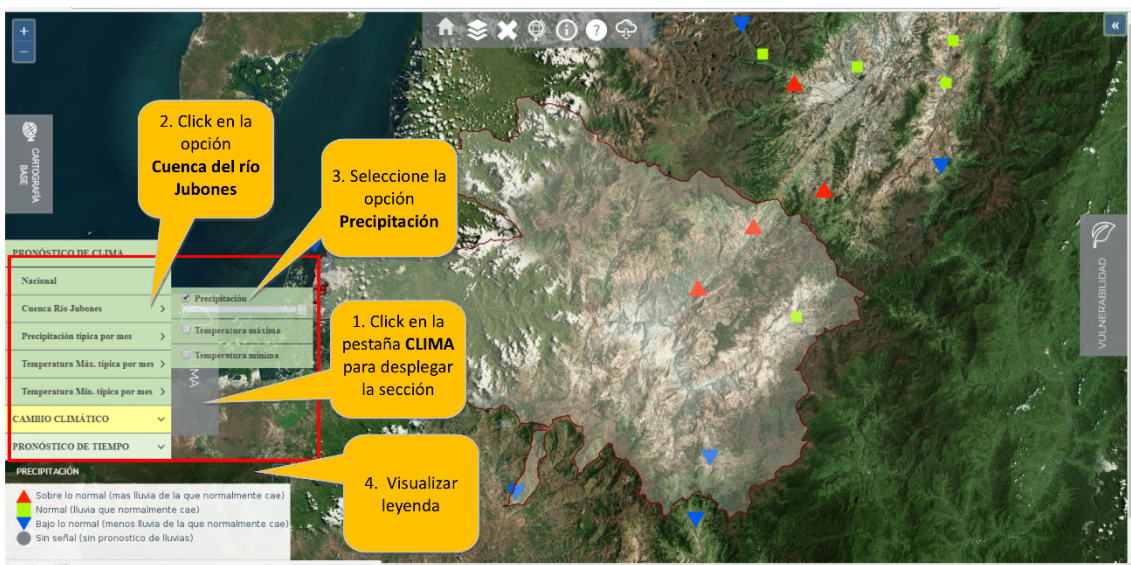 +
−
?
«
CARTOGRAFÍA
BASE
2. Click en la
opción
Cuenca del río
Jubones
3. Seleccione la
opción
Precipitación
PRONÓSTICO DE CLIMA
Nacional
Cuenca Río Jubones
Precipitación típica por mes
Temperatura Máx. típica por mes
Temperatura Mín. típica por mes
CAMBIO CLIMÁTICO
PRONÓSTICO DE TIEMPO
Precipitación
Temperatura máxima
Temperatura mínima
1. Click en la
pestaña CLIMA
para desplegar
la sección
VULNERABILIDAD
4. Visualizar
leyenda
PRECIPITACIÓN
Sobre lo normal (mas lluvia de la que normalmente cae)
Normal (lluvia que normalmente cae)
Bajo lo normal (menos lluvia de la que normalmente cae)
Sin señal (sin pronostico de lluvias)